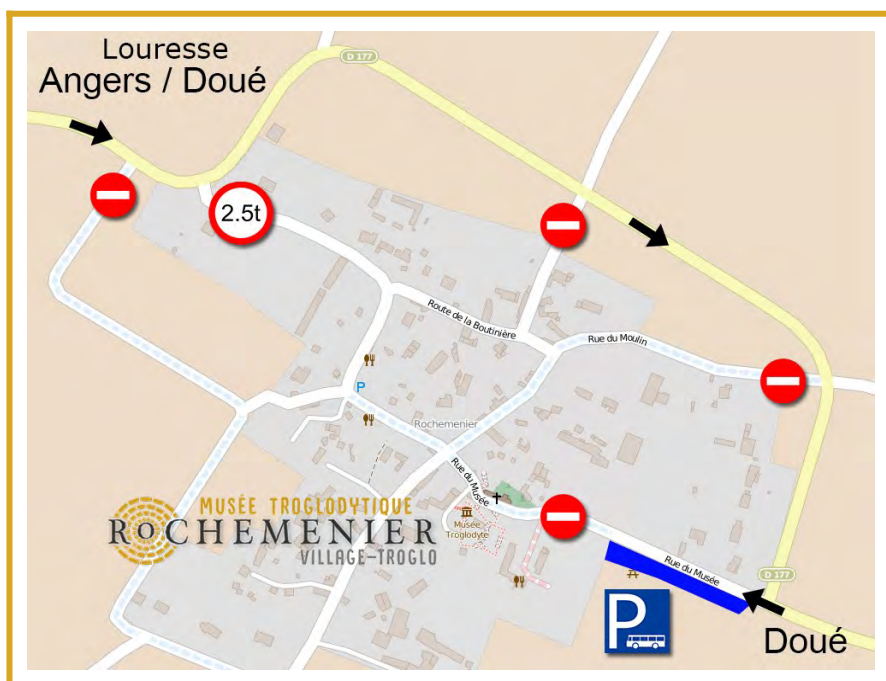 Louresse
Angers / Doué
D 177
2.5t
Route de la Boutinière
Rue du Moulin
P
Rochemenier
Rue du Musée
MUSÉE TROGLODYTIQUE
ROCHEMENIER
VILLAGE-TROGLO
Musée
Troglodyte
Rue du Musée
D 177
P
Doué